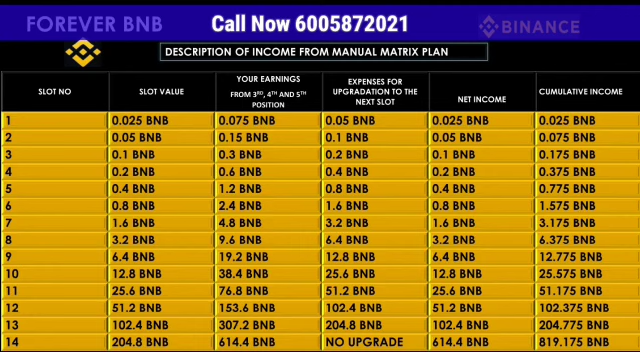 FOREVER BNB Call Now 6005872021 BINANCE
DESCRIPTION OF INCOME FROM MANUAL MATRIX PLAN
SLOT NO SLOT VALUE YOUR EARNINGS FROM 3RD, 4TH AND 5TH POSITION EXPENSES FOR UPGRADATION TO THE NEXT SLOT NET INCOME CUMULATIVE INCOME
1 0.025 BNB 0.075 BNB 0.05 BNB 0.025 BNB 0.025 BNB
2 0.05 BNB 0.15 BNB 0.1 BNB 0.05 BNB 0.075 BNB
3 0.1 BNB 0.3 BNB 0.2 BNB 0.1 BNB 0.175 BNB
4 0.2 BNB 0.6 BNB 0.4 BNB 0.2 BNB 0.375 BNB
5 0.4 BNB 1.2 BNB 0.8 BNB 0.4 BNB 0.775 BNB
6 0.8 BNB 2.4 BNB 1.6 BNB 0.8 BNB 1.575 BNB
7 1.6 BNB 4.8 BNB 3.2 BNB 1.6 BNB 3.175 BNB
8 3.2 BNB 9.6 BNB 6.4 BNB 3.2 BNB 6.375 BNB
9 6.4 BNB 19.2 BNB 12.8 BNB 6.4 BNB 12.775 BNB
10 12.8 BNB 38.4 BNB 25.6 BNB 12.8 BNB 25.575 BNB
11 25.6 BNB 76.8 BNB 51.2 BNB 25.6 BNB 51.175 BNB
12 51.2 BNB 153.6 BNB 102.4 BNB 51.2 BNB 102.375 BNB
13 102.4 BNB 307.2 BNB 204.8 BNB 102.4 BNB 204.775 BNB
14 204.8 BNB 614.4 BNB NO UPGRADE 614.4 BNB 819.175 BNB